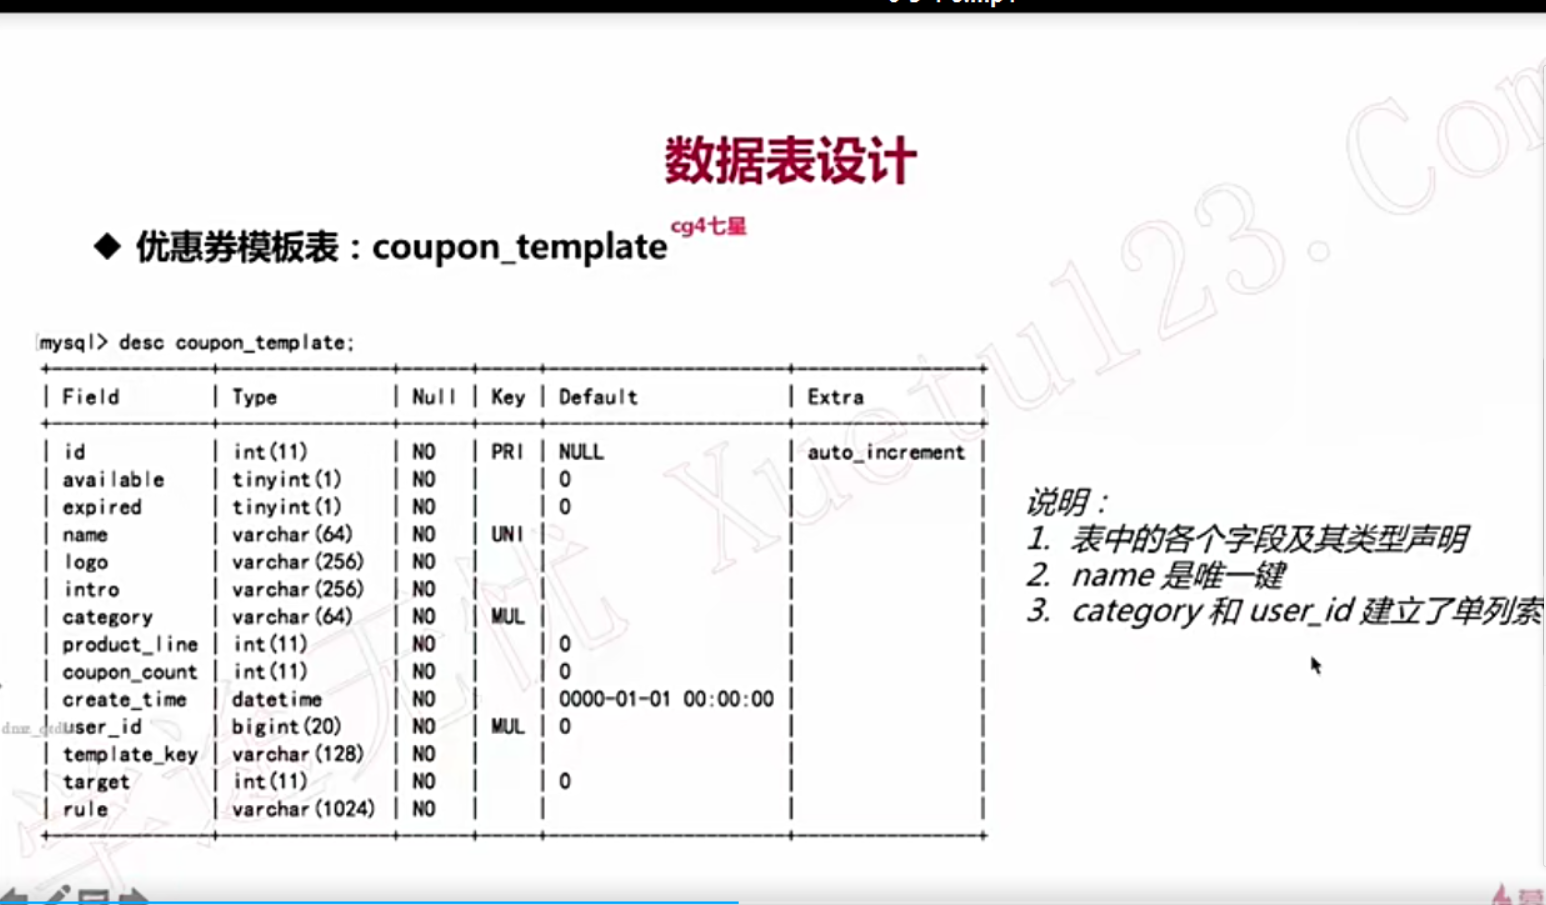 数据表设计
cg4七星
◆ 优惠券模板表：coupon_template
mysql> desc coupon_template;
| Field | Type | Null | Key | Default | Extra |
| id | int(11) | NO | PRI | NULL | auto_increment |
| available | tinyint(1) | NO | | 0 | |
| expired | tinyint(1) | NO | | 0 | |
| name | varchar(64) | NO | UNI | | |
| logo | varchar(256) | NO | | | |
| intro | varchar(256) | NO | | | |
| category | varchar(64) | NO | MUL | | |
| product_line | int(11) | NO | | 0 | |
| coupon_count | int(11) | NO | | 0 | |
| create_time | datetime | NO | | 0000-01-01 00:00:00 | |
| user_id | bigint(20) | NO | MUL | 0 | |
| template_key | varchar(128) | NO | | | |
| target | int(11) | NO | | 0 | |
| rule | varchar(1024) | NO | | | |
说明：
1. 表中的各个字段及其类型声明
2. name 是唯一键
3. category 和 user_id 建立了单列索
学途无忧 Xuetu123.Com